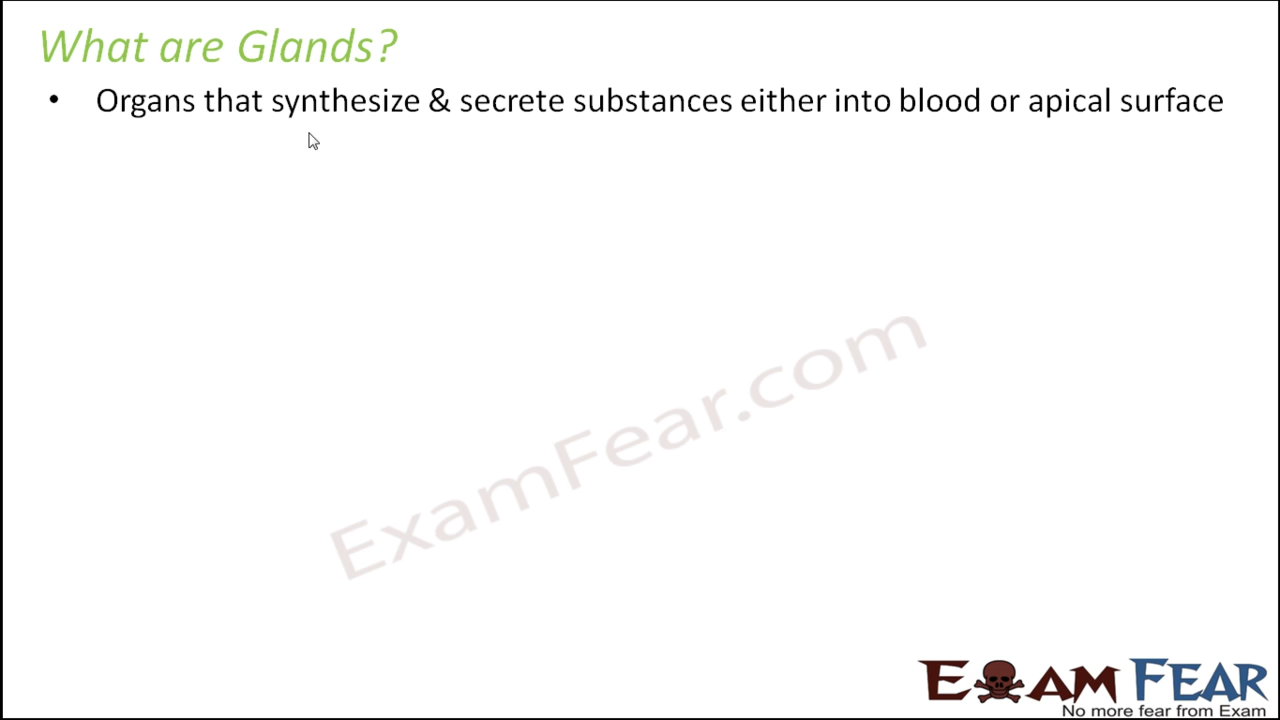 What are Glands?
• Organs that synthesize & secrete substances either into blood or apical surface
ExamFear.com
EXAM FEAR
No more fear from Exam